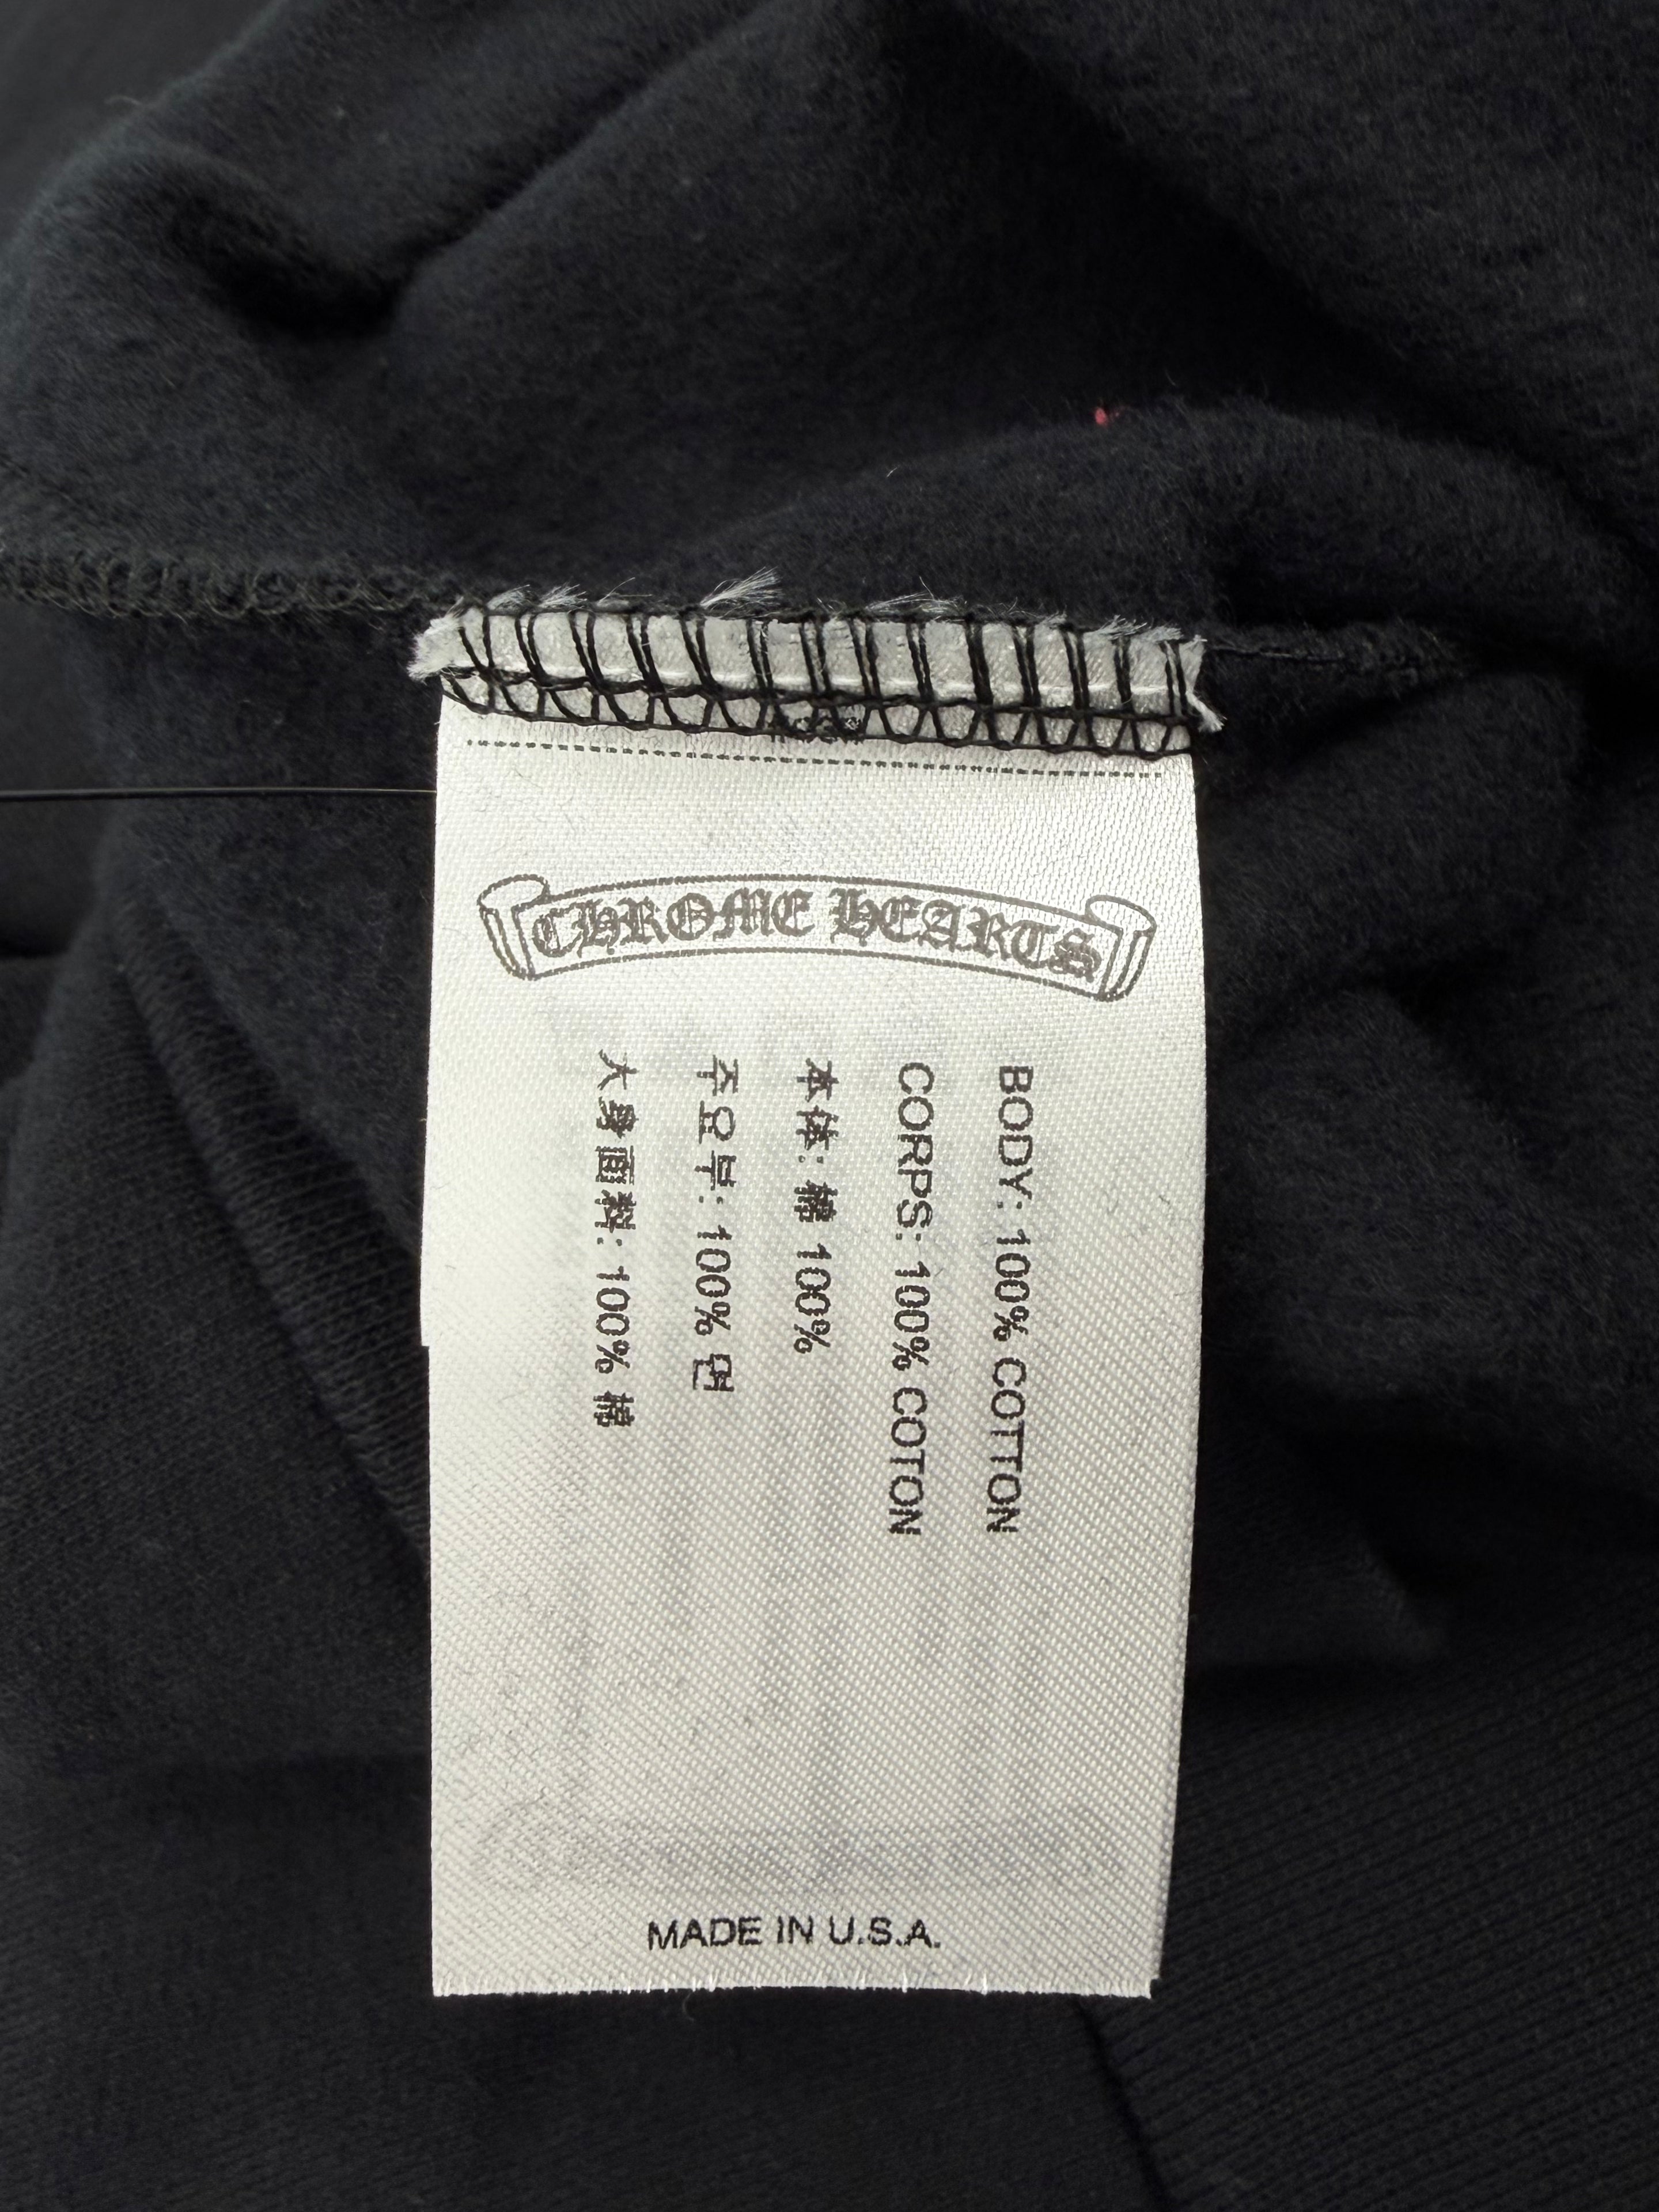 CHROME HEARTS
BODY: 100% COTTON
CORPS: 100% COTON
本体: 棉 100%
주요부: 100% 면
大身面料: 100% 棉
MADE IN U.S.A.